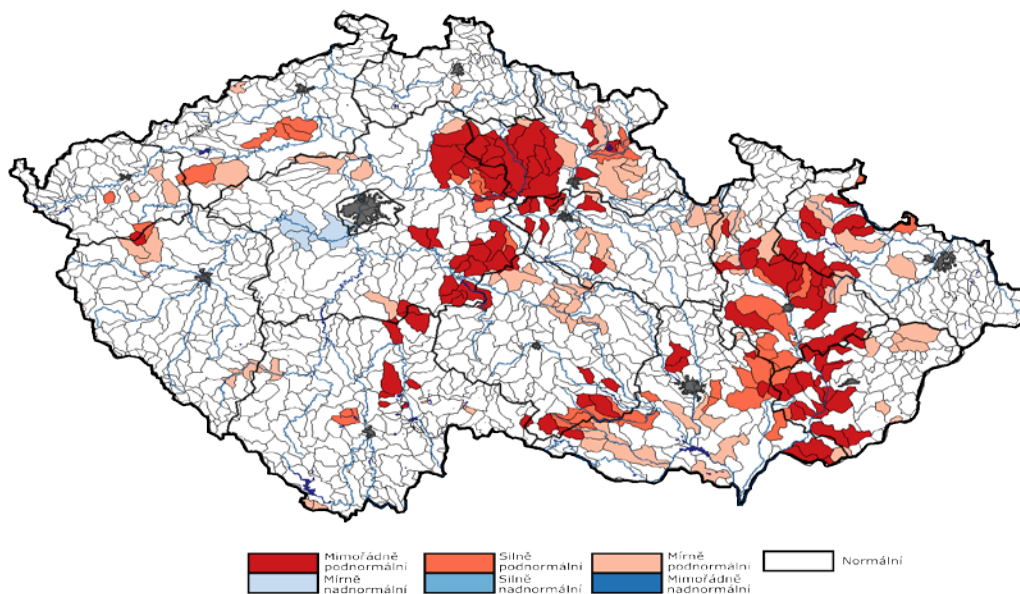 Mimořádně
podnormální
Silně
podnormální
Mírně
podnormální
Normální
Mírně
nadnormální
Silně
nadnormální
Mimořádně
nadnormální